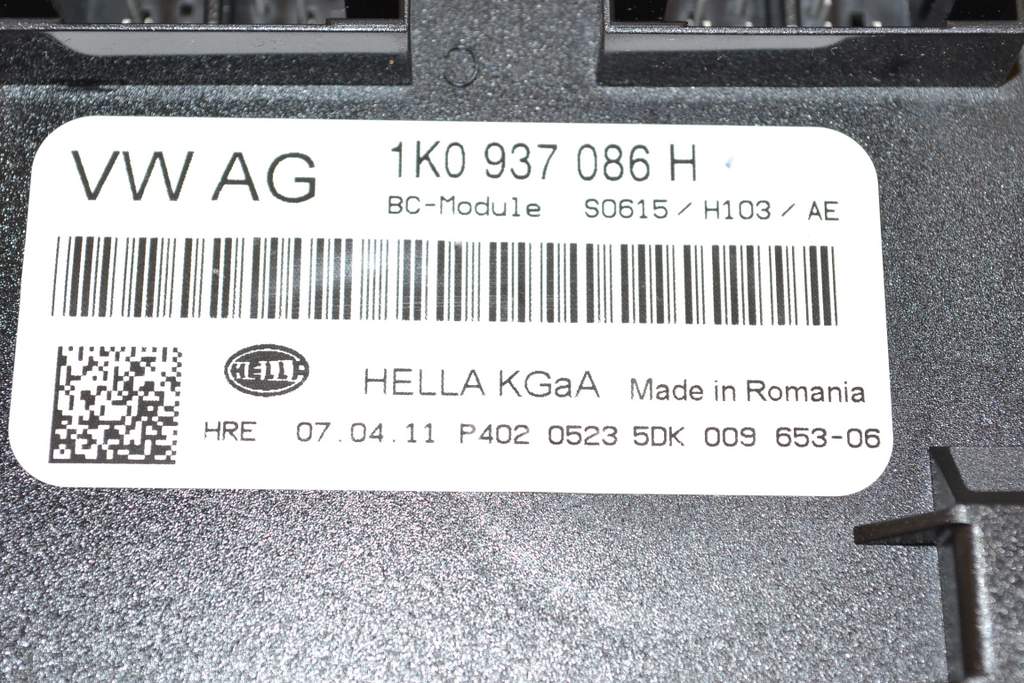 VW AG 1K0 937 086 H
BC-Module S0615 / H103 / AE
HELLA HELLA KGaA Made in Romania
HRE 07.04.11 P402 0523 5DK 009 653-06